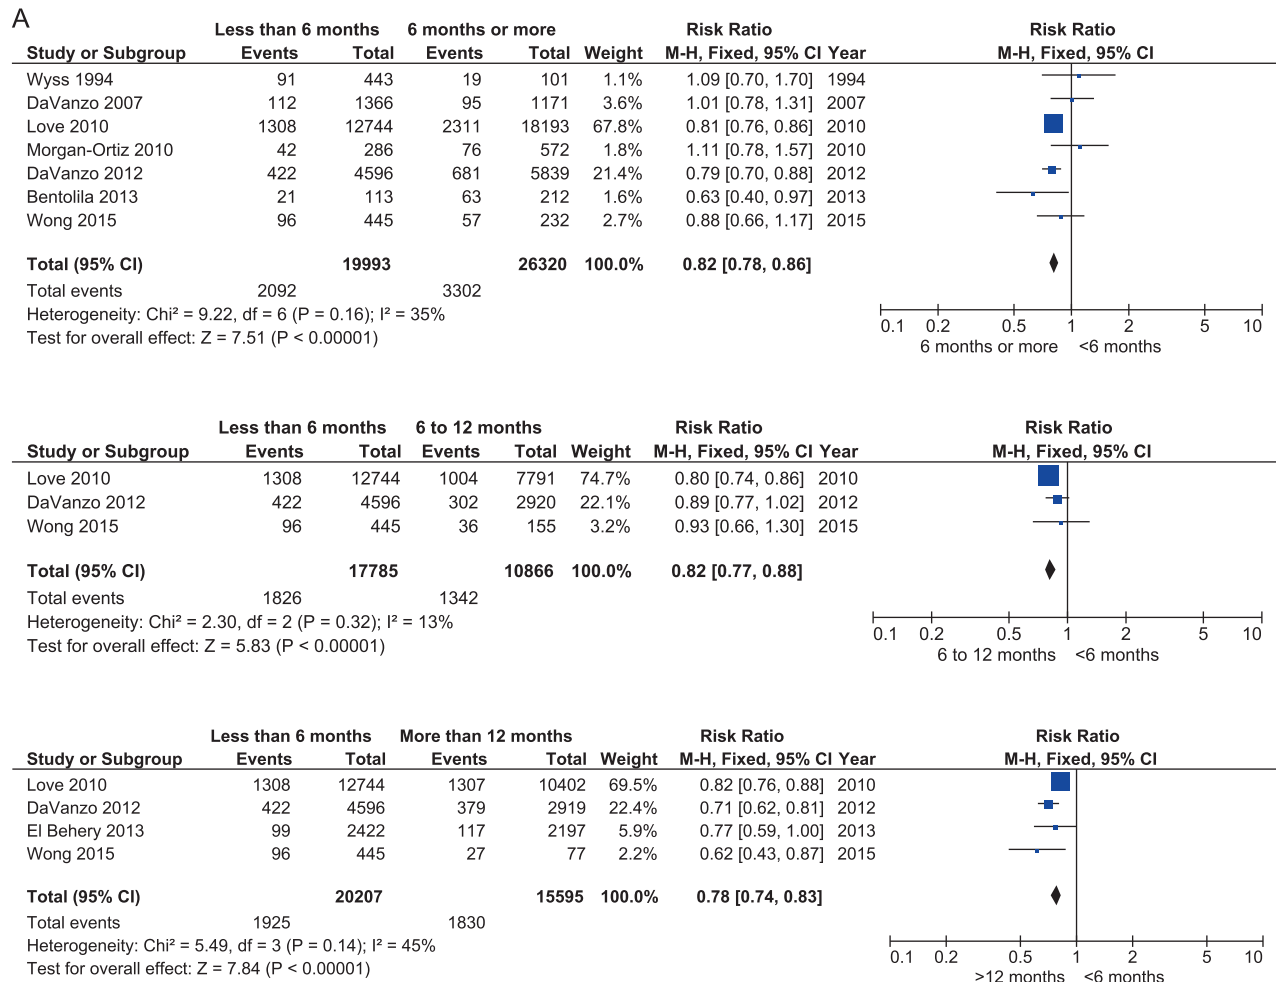 A
Less than 6 months 6 months or more Risk Ratio Risk Ratio
Study or Subgroup Events Total Events Total Weight M-H, Fixed, 95% CI Year M-H, Fixed, 95% CI
Wyss 1994 91 443 19 101 1.1% 1.09 [0.70, 1.70] 1994
DaVanzo 2007 112 1366 95 1171 3.6% 1.01 [0.78, 1.31] 2007
Love 2010 1308 12744 2311 18193 67.8% 0.81 [0.76, 0.86] 2010
Morgan-Ortiz 2010 42 286 76 572 1.8% 1.11 [0.78, 1.57] 2010
DaVanzo 2012 422 4596 681 5839 21.4% 0.79 [0.70, 0.88] 2012
Bentolila 2013 21 113 63 212 1.6% 0.63 [0.40, 0.97] 2013
Wong 2015 96 445 57 232 2.7% 0.88 [0.66, 1.17] 2015
Total (95% CI) 19993 26320 100.0% 0.82 [0.78, 0.86]
Total events 2092 3302
Heterogeneity: Chi² = 9.22, df = 6 (P = 0.16); I² = 35%
Test for overall effect: Z = 7.51 (P < 0.00001)
0.1 0.2 0.5 1 2 5 10
6 months or more <6 months
Less than 6 months 6 to 12 months Risk Ratio Risk Ratio
Study or Subgroup Events Total Events Total Weight M-H, Fixed, 95% CI Year M-H, Fixed, 95% CI
Love 2010 1308 12744 1004 7791 74.7% 0.80 [0.74, 0.86] 2010
DaVanzo 2012 422 4596 302 2920 22.1% 0.89 [0.77, 1.02] 2012
Wong 2015 96 445 36 155 3.2% 0.93 [0.66, 1.30] 2015
Total (95% CI) 17785 10866 100.0% 0.82 [0.77, 0.88]
Total events 1826 1342
Heterogeneity: Chi² = 2.30, df = 2 (P = 0.32); I² = 13%
Test for overall effect: Z = 5.83 (P < 0.00001)
0.1 0.2 0.5 1 2 5 10
6 to 12 months <6 months
Less than 6 months More than 12 months Risk Ratio Risk Ratio
Study or Subgroup Events Total Events Total Weight M-H, Fixed, 95% CI Year M-H, Fixed, 95% CI
Love 2010 1308 12744 1307 10402 69.5% 0.82 [0.76, 0.88] 2010
DaVanzo 2012 422 4596 379 2919 22.4% 0.71 [0.62, 0.81] 2012
El Behery 2013 99 2422 117 2197 5.9% 0.77 [0.59, 1.00] 2013
Wong 2015 96 445 27 77 2.2% 0.62 [0.43, 0.87] 2015
Total (95% CI) 20207 15595 100.0% 0.78 [0.74, 0.83]
Total events 1925 1830
Heterogeneity: Chi² = 5.49, df = 3 (P = 0.14); I² = 45%
Test for overall effect: Z = 7.84 (P < 0.00001)
0.1 0.2 0.5 1 2 5 10
>12 months <6 months